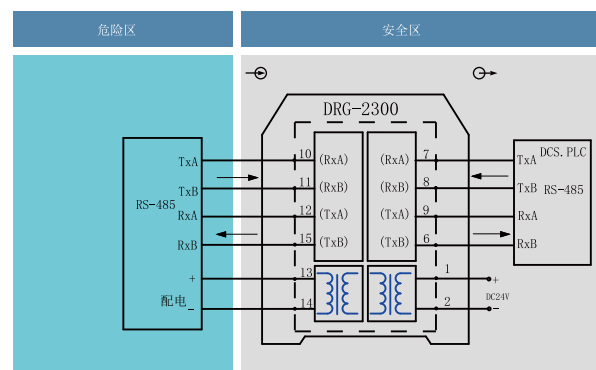 危险区 安全区
DRG-2300
TxA 10 (RxA) (RxA) 7 TxA DCS.PLC
TxB 11 (RxB) (RxB) 8 TxB RS-485
RS-485
RxA 12 (TxA) (TxA) 9 RxA
RxB 15 (TxB) (TxB) 6 RxB
+ 13 1 +
配电 DC24V
- 14 2 -